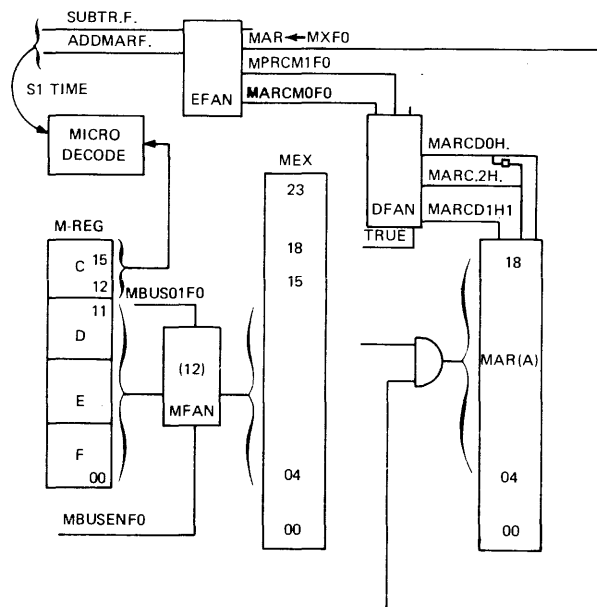 SUBTR.F.
ADDMARF.
MAR←MXF0
MPRCM1F0
EFAN
MARCM0F0
S1 TIME
MICRO
DECODE
MEX
23
18
15
04
00
MARCD0H.
MARC.2H.
MARCD1H1
DFAN
TRUE
M-REG
C 15
12
11
D
E
F
00
MBUS01F0
(12)
MFAN
MBUSENF0
18
MAR(A)
04
00